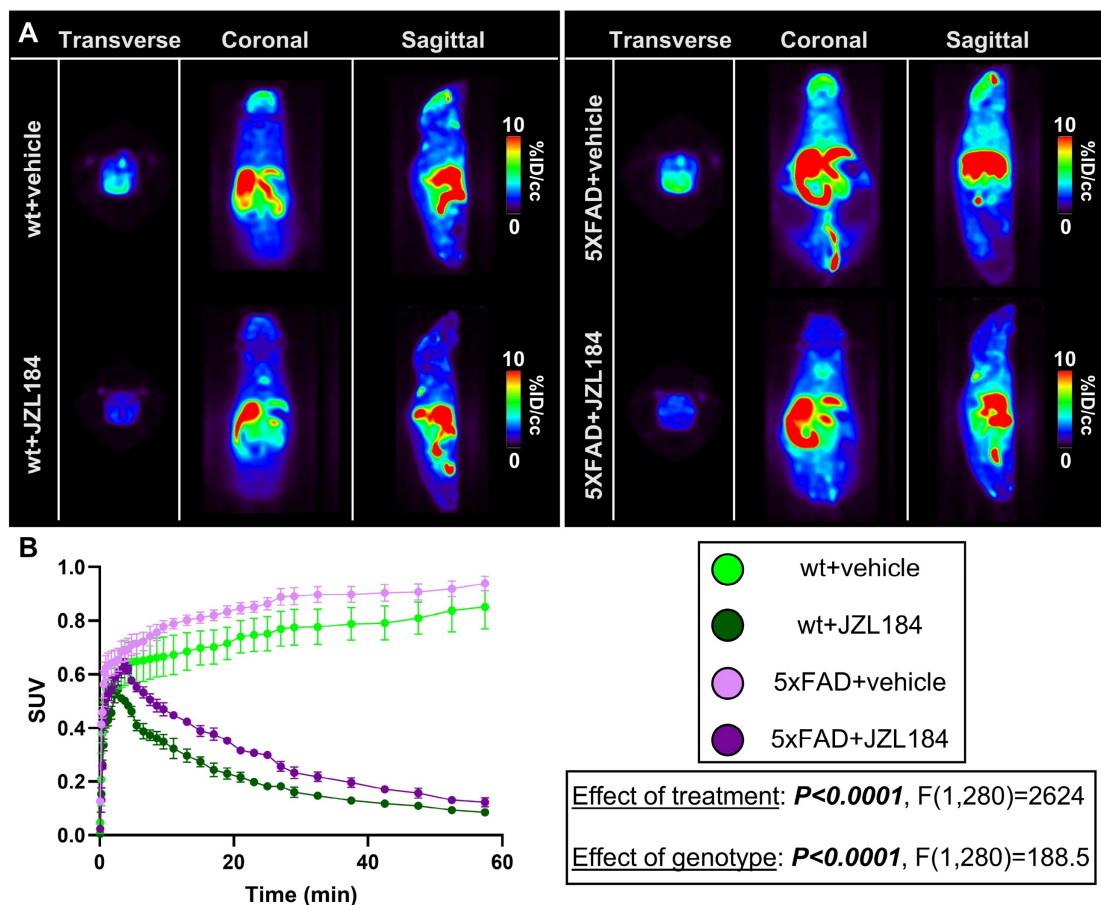 A
Transverse Coronal Sagittal
wt+vehicle
10
%ID/cc
0
wt+JZL184
10
%ID/cc
0
Transverse Coronal Sagittal
5XFAD+vehicle
10
%ID/cc
0
5XFAD+JZL184
10
%ID/cc
0
B
1.0
0.8
0.6
0.4
0.2
0.0
SUV
0 20 40 60
Time (min)
wt+vehicle
wt+JZL184
5xFAD+vehicle
5xFAD+JZL184
Effect of treatment: P<0.0001, F(1,280)=2624
Effect of genotype: P<0.0001, F(1,280)=188.5